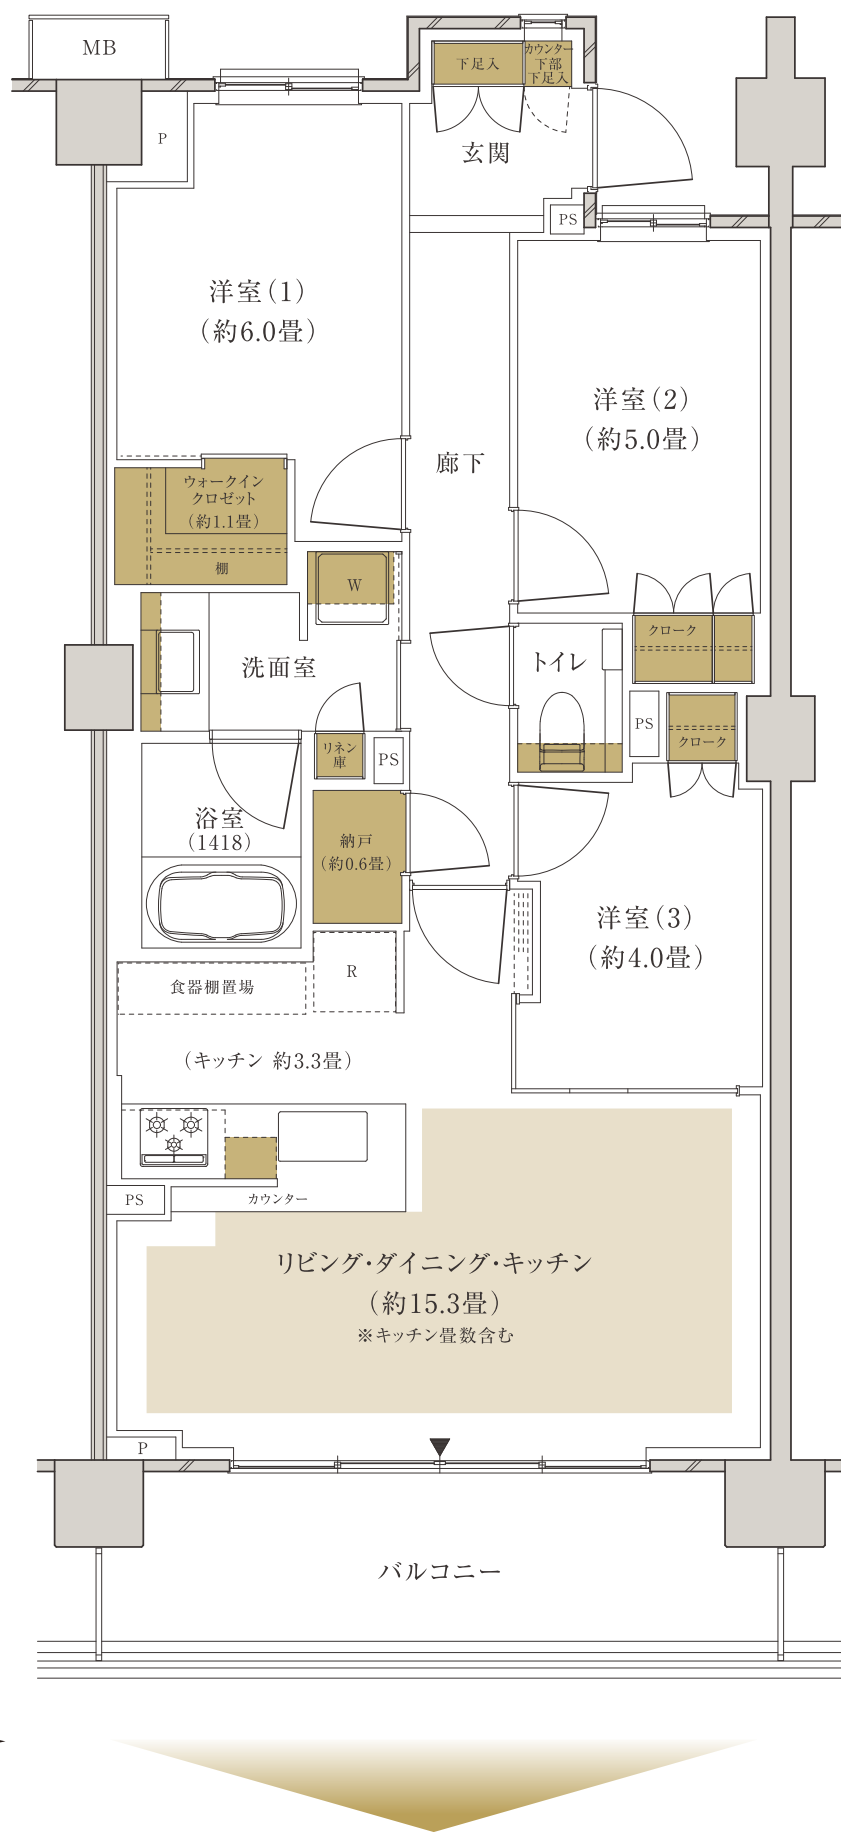 MB
下足入
カウンター
下部
下足入
P
玄関
PS
洋室(1)
(約6.0畳)
洋室(2)
(約5.0畳)
廊下
ウォークイン
クロゼット
(約1.1畳)
棚
W
洗面室
トイレ
クローク
PS
クローク
リネン
庫
PS
浴室
(1418)
納戸
(約0.6畳)
洋室(3)
(約4.0畳)
食器棚置場
R
(キッチン 約3.3畳)
PS
カウンター
リビング・ダイニング・キッチン
(約15.3畳)
※キッチン畳数含む
P
バルコニー